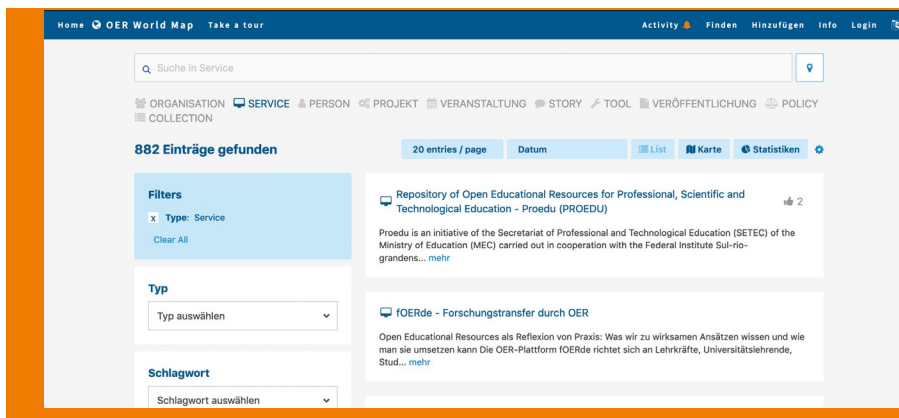 Home OER World Map Take a tour Activity Finden Hinzufügen Info Login
Suche in Service
ORGANISATION SERVICE PERSON PROJEKT VERANSTALTUNG STORY TOOL VERÖFFENTLICHUNG POLICY
COLLECTION
882 Einträge gefunden 20 entries / page Datum List Karte Statistiken
Filters
x Type: Service
Clear All
Typ
Typ auswählen
Schlagwort
Schlagwort auswählen
Repository of Open Educational Resources for Professional, Scientific and
Technological Education - Proedu (PROEDU)
2
Proedu is an initiative of the Secretariat of Professional and Technological Education (SETEC) of the
Ministry of Education (MEC) carried out in cooperation with the Federal Institute Sul-rio-
grandens... mehr
fOERde - Forschungstransfer durch OER
Open Educational Resources als Reflexion von Praxis: Was wir zu wirksamen Ansätzen wissen und wie
man sie umsetzen kann Die OER-Plattform fOERde richtet sich an Lehrkräfte, Universitätslehrende,
Stud... mehr